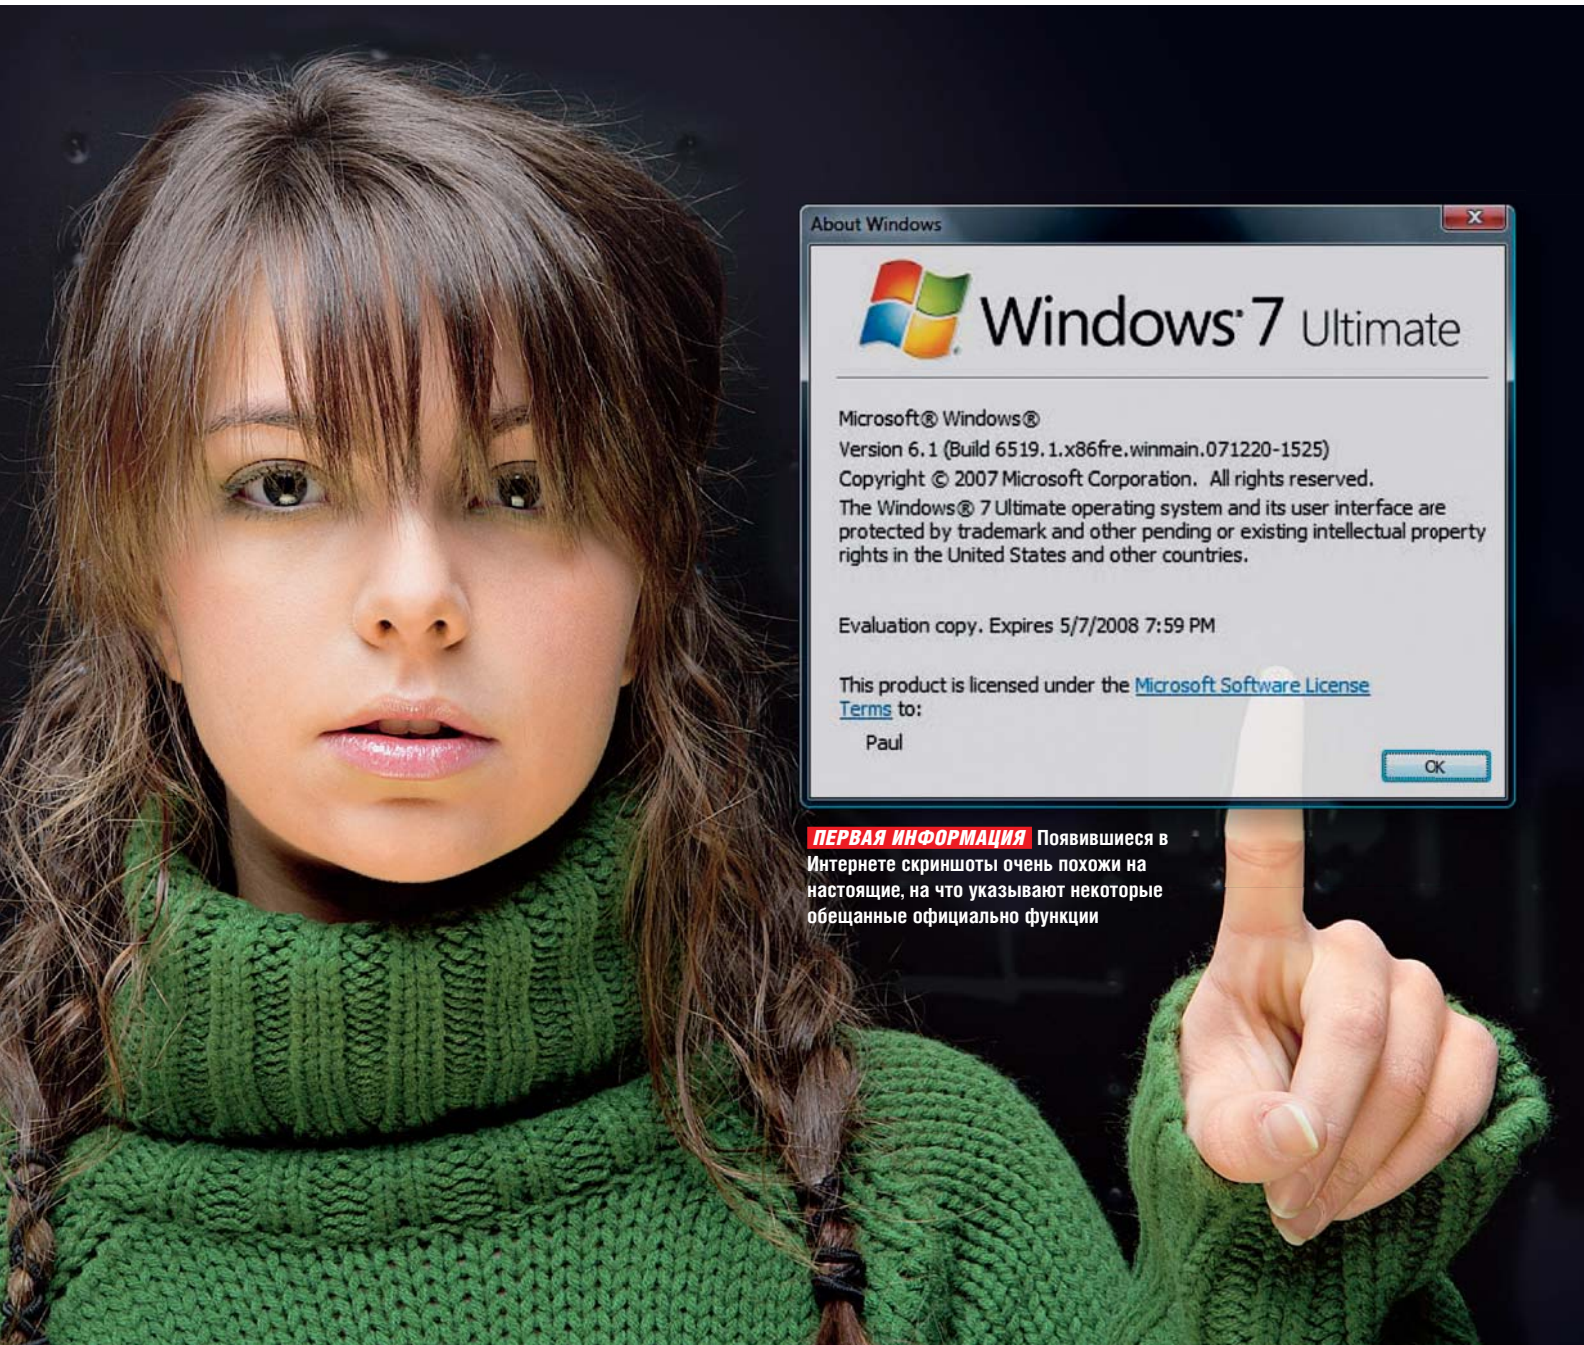 About Windows
Windows® 7 Ultimate
Microsoft® Windows®
Version 6.1 (Build 6519.1.x86fre.winmain.071220-1525)
Copyright © 2007 Microsoft Corporation. All rights reserved.
The Windows® 7 Ultimate operating system and its user interface are
protected by trademark and other pending or existing intellectual property
rights in the United States and other countries.
Evaluation copy. Expires 5/7/2008 7:59 PM
This product is licensed under the Microsoft Software License
Terms to:
Paul
OK
ПЕРВАЯ ИНФОРМАЦИЯ Появившиеся в
Интернете скриншоты очень похожи на
настоящие, на что указывают некоторые
обещанные официально функции